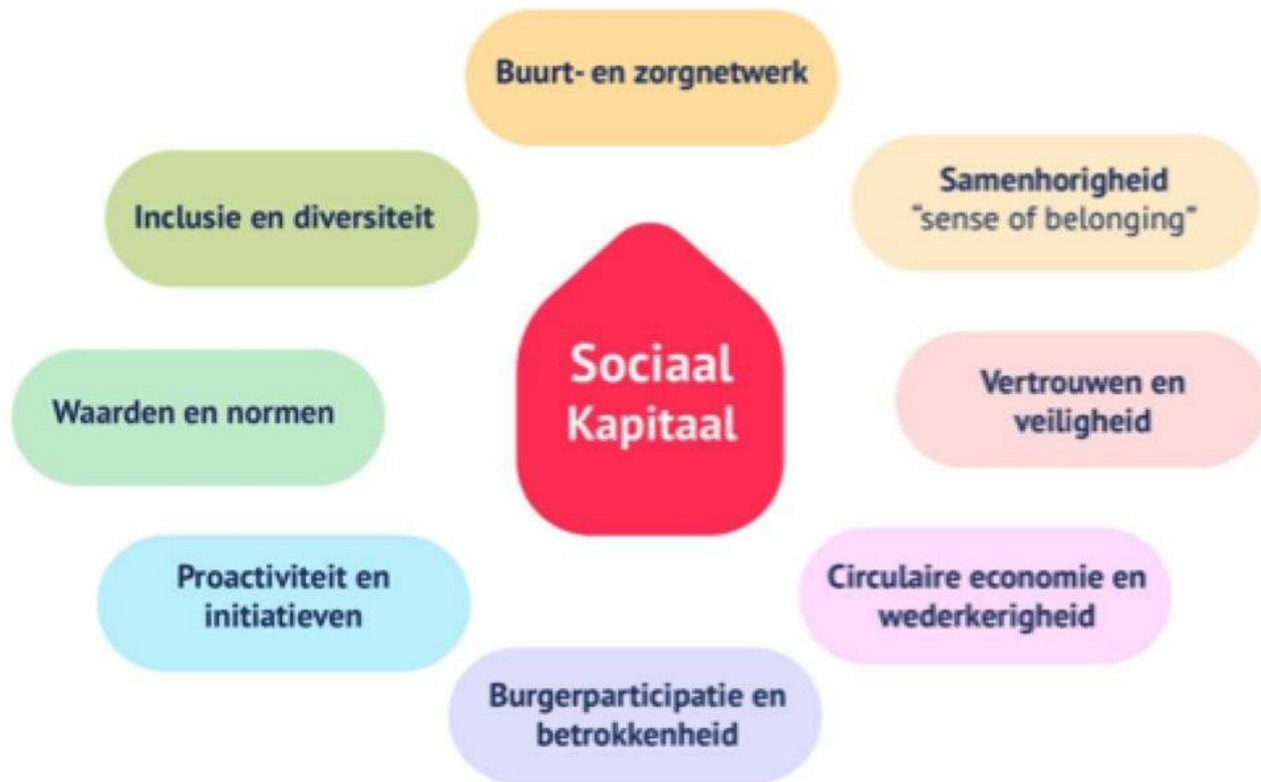 Buurt- en zorgnetwerk
Samenhorigheid
"sense of belonging"
Inclusie en diversiteit
Sociaal
Kapitaal
Vertrouwen en
veiligheid
Waarden en normen
Circulaire economie en
wederkerigheid
Proactiviteit en
initiatieven
Burgerparticipatie en
betrokkenheid